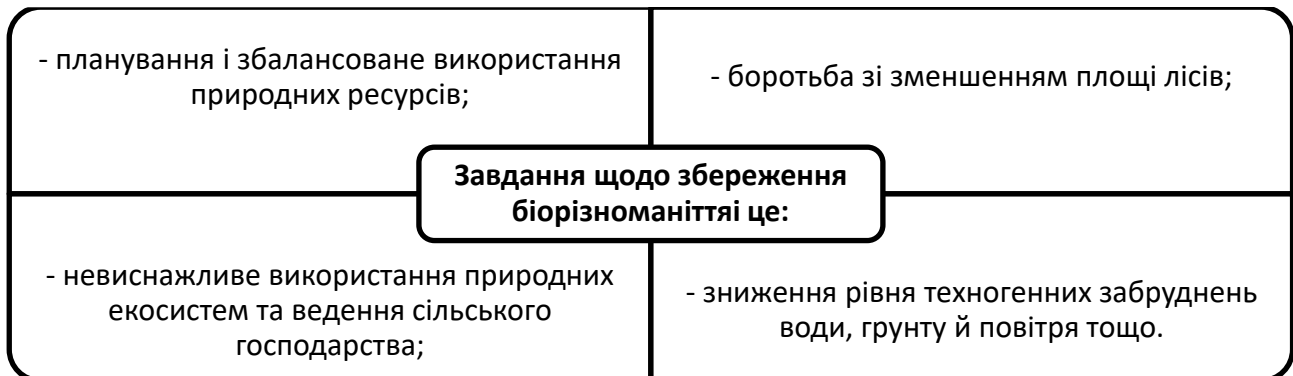 - планування і збалансоване використання
природних ресурсів;
- боротьба зі зменшенням площі лісів;
Завдання щодо збереження
біорізноманіттяі це:
- невиснажливе використання природних
екосистем та ведення сільського
господарства;
- зниження рівня техногенних забруднень
води, грунту й повітря тощо.